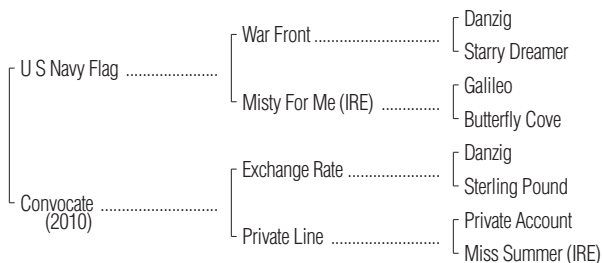 Danzig
War Front ........................
Starry Dreamer
U S Navy Flag ......................
Galileo
Misty For Me (IRE) ................
Butterfly Cove
Danzig
Exchange Rate ......................
Sterling Pound
Convocate ............................
(2010)
Private Account
Private Line ..........................
Miss Summer (IRE)